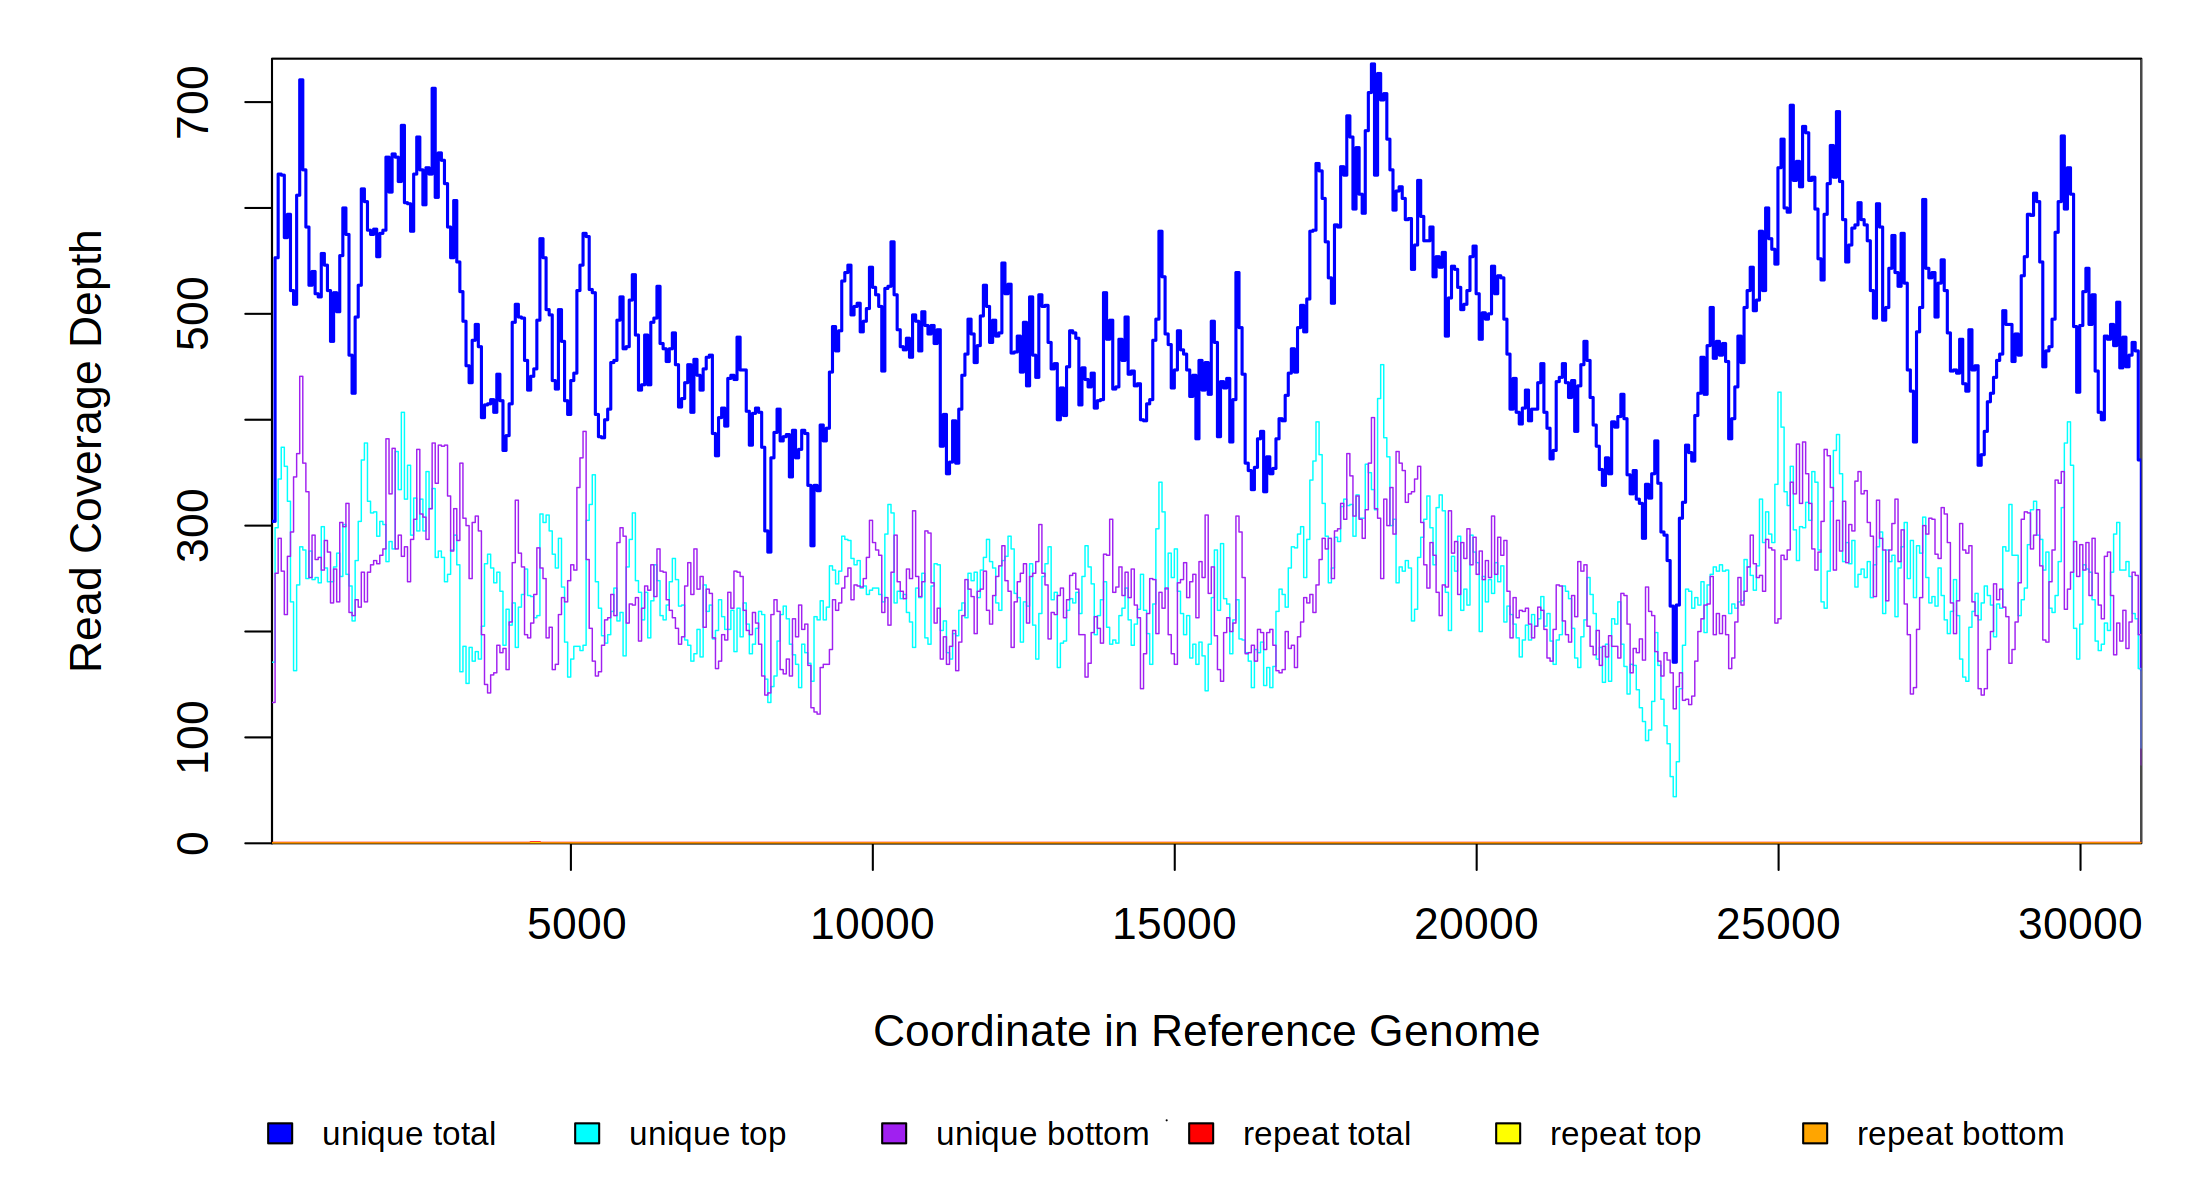 700
500
300
100
0
Read Coverage Depth
5000 10000 15000 20000 25000 30000
Coordinate in Reference Genome
unique total unique top unique bottom repeat total repeat top repeat bottom